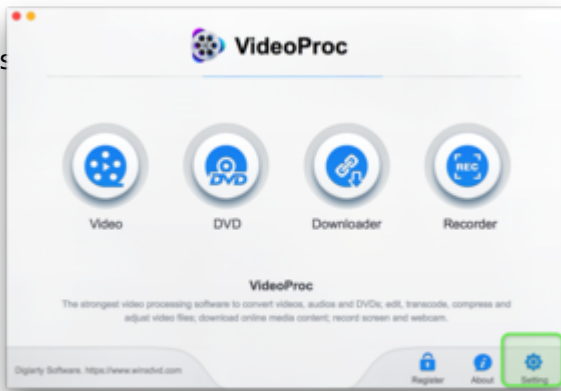 VideoProc
s
Video DVD Downloader Recorder
VideoProc
The strongest video processing software to convert videos, audios and DVDs; edit, transcode, compress and
adjust video files; download online media content; record screen and webcam.
Digiarty Software. https://www.winxdvd.com
Register About Setting